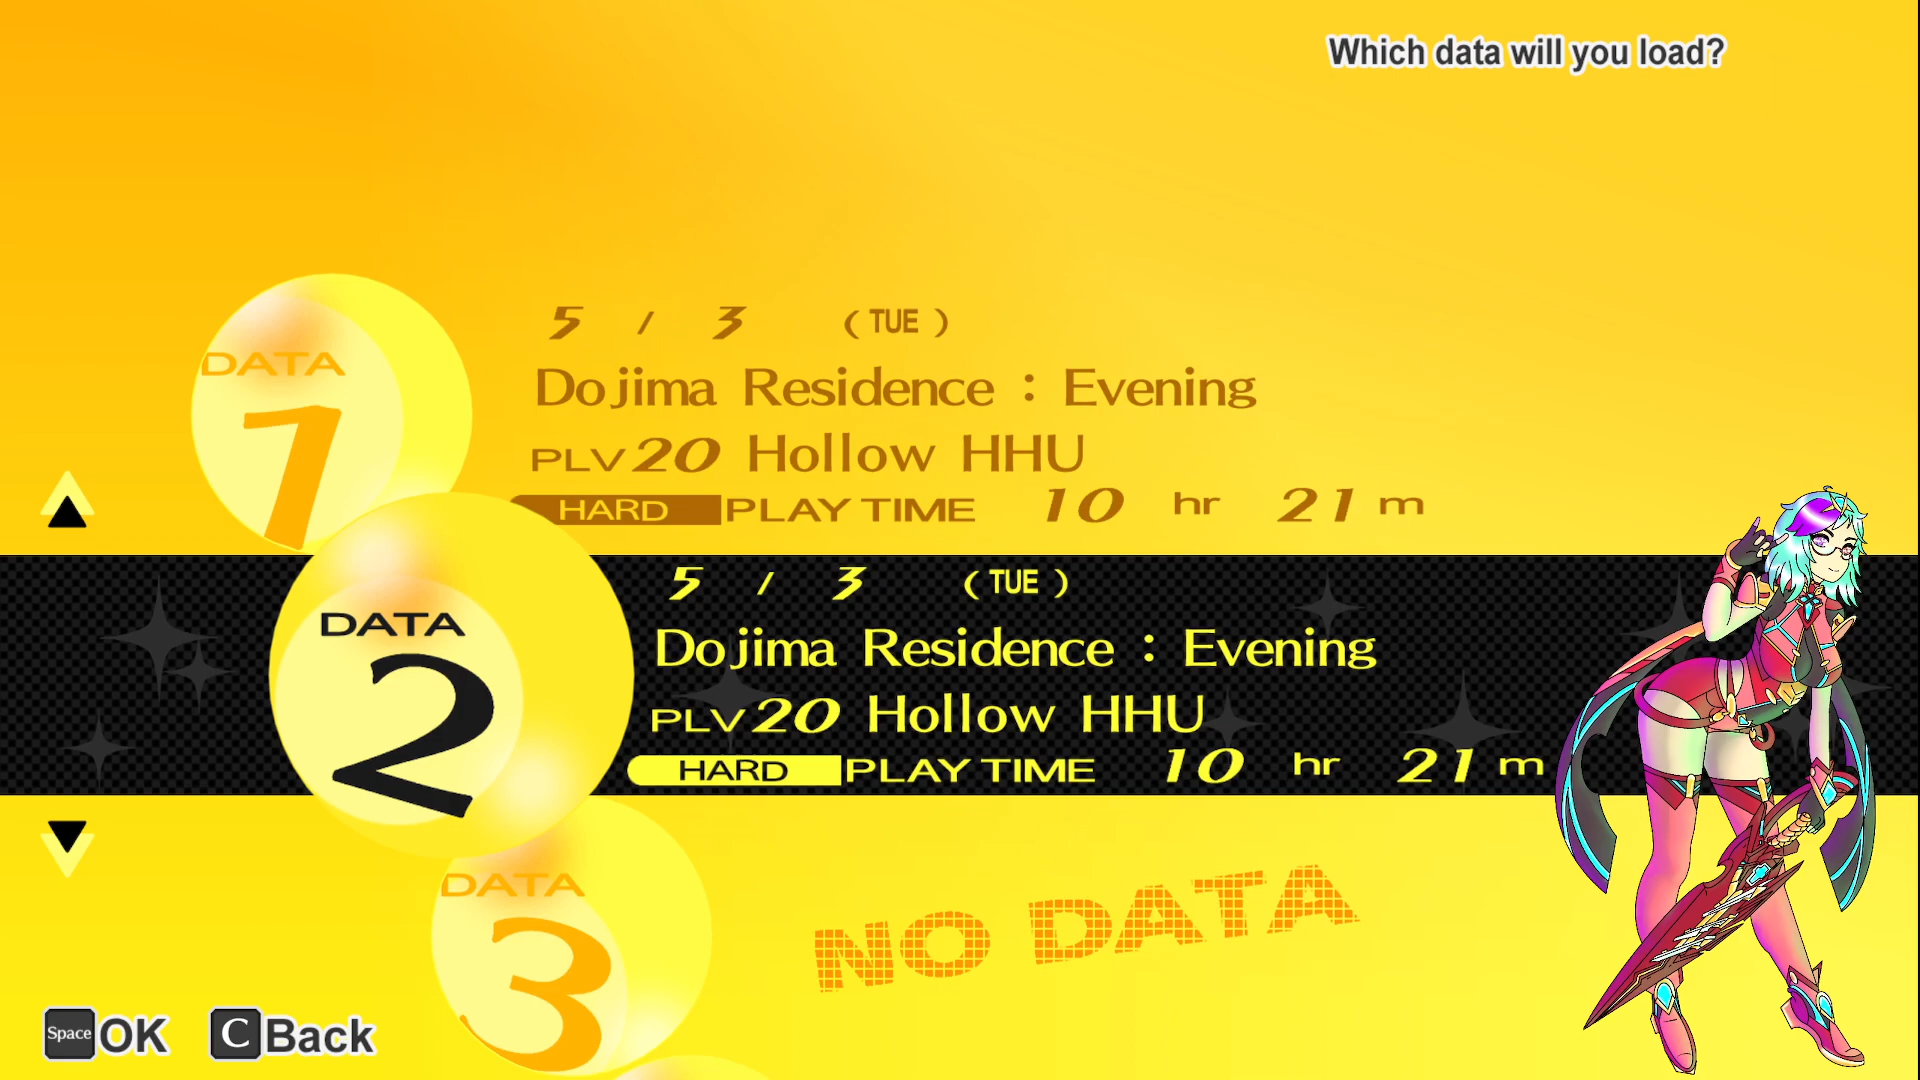 Which data will you load?
DATA
1
5 / 3 ( TUE )
Dojima Residence : Evening
PLV 20 Hollow HHU
HARD PLAY TIME 10 hr 21 m
DATA
2
5 / 3 ( TUE )
Dojima Residence : Evening
PLV 20 Hollow HHU
HARD PLAY TIME 10 hr 21 m
DATA
3
NO DATA
Space OK C Back